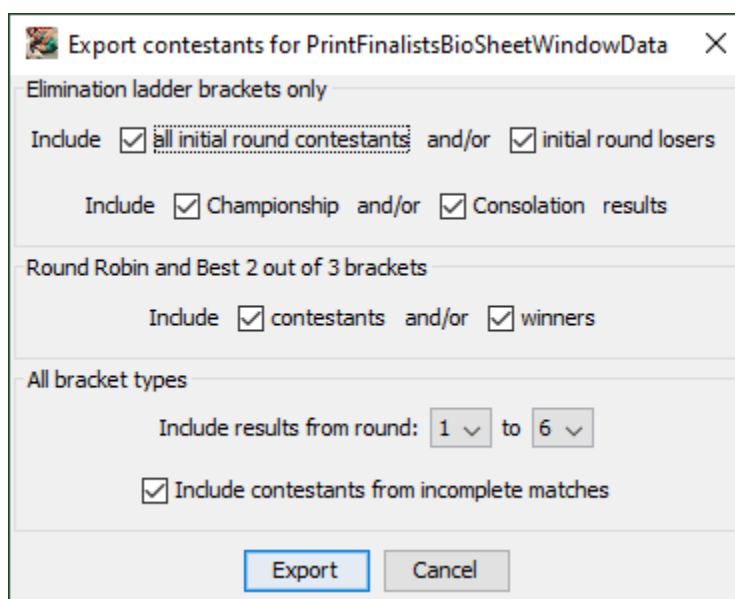 Export contestants for PrintFinalistsBioSheetWindowData
Elimination ladder brackets only
Include all initial round contestants and/or initial round losers
Include Championship and/or Consolation results
Round Robin and Best 2 out of 3 brackets
Include contestants and/or winners
All bracket types
Include results from round: 1 to 6
Include contestants from incomplete matches
Export Cancel